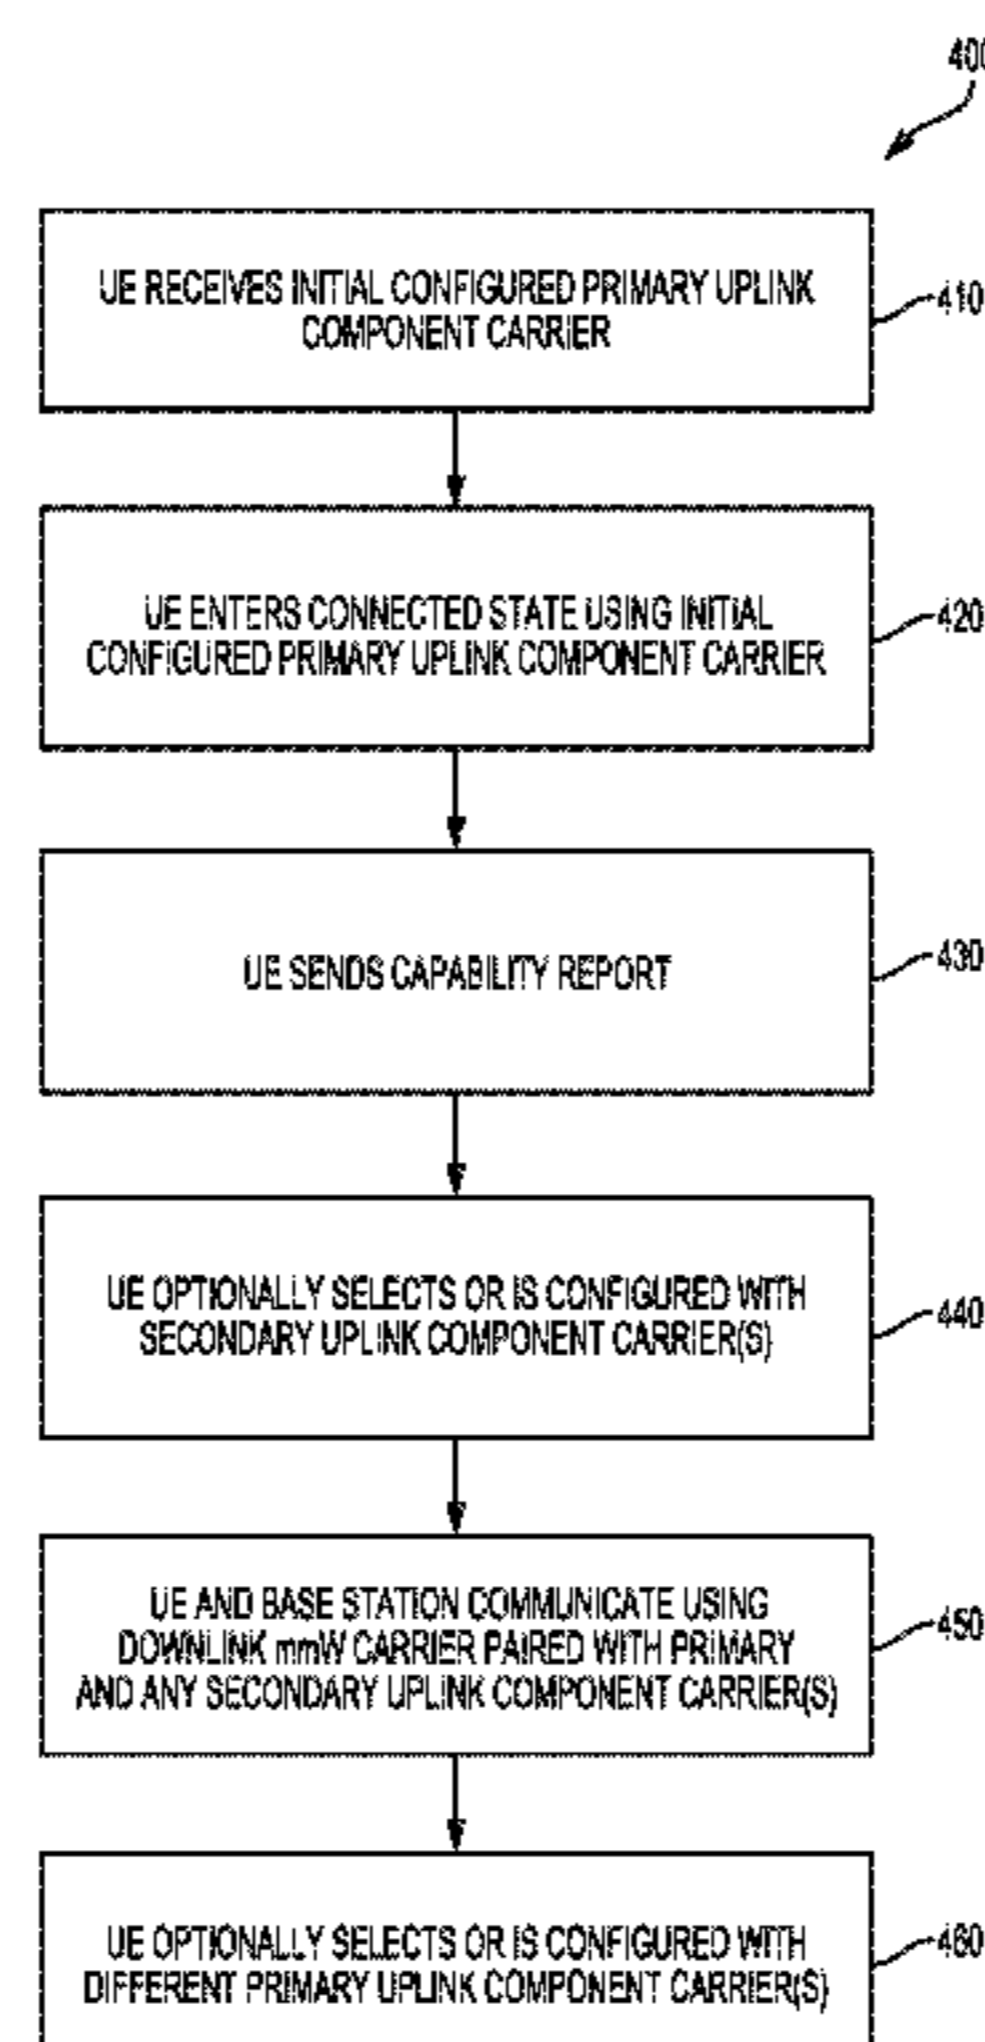 400
UE RECEIVES INITIAL CONFIGURED PRIMARY UPLINK
COMPONENT CARRIER
410
UE ENTERS CONNECTED STATE USING INITIAL
CONFIGURED PRIMARY UPLINK COMPONENT CARRIER
420
UE SENDS CAPABILITY REPORT
430
UE OPTIONALLY SELECTS OR IS CONFIGURED WITH
SECONDARY UPLINK COMPONENT CARRIER(S)
440
UE AND BASE STATION COMMUNICATE USING
DOWNLINK mmW CARRIER PAIRED WITH PRIMARY
AND ANY SECONDARY UPLINK COMPONENT CARRIER(S)
450
UE OPTIONALLY SELECTS OR IS CONFIGURED WITH
DIFFERENT PRIMARY UPLINK COMPONENT CARRIER(S)
460